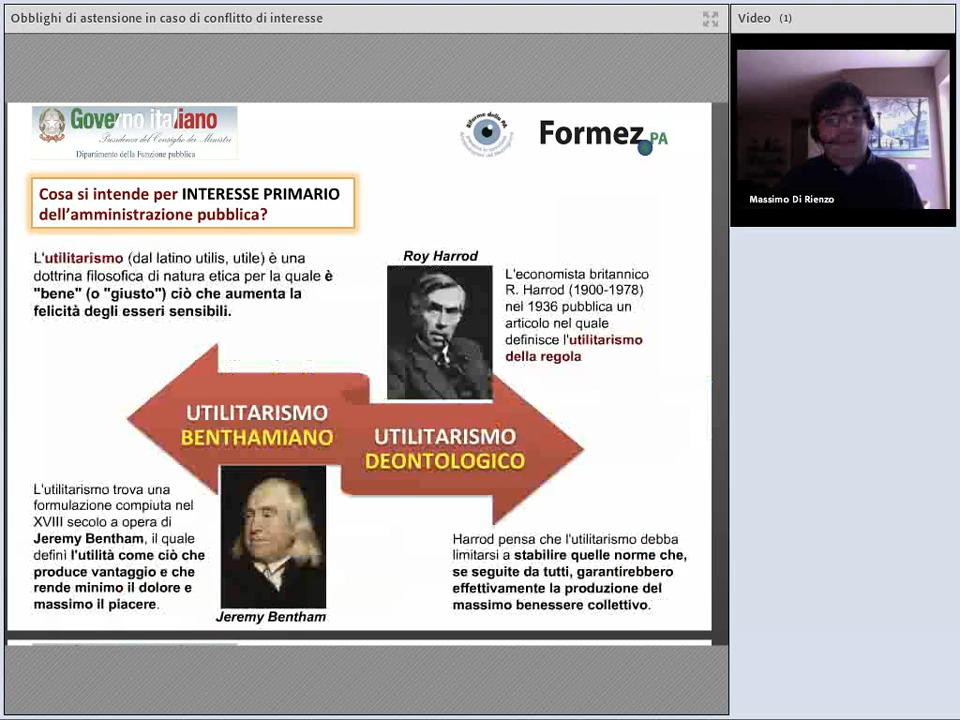 Obblighi di astensione in caso di conflitto di interesse
Video (1)
Massimo Di Rienzo
Governo italiano
Presidenza del Consiglio dei Ministri
Dipartimento della Funzione pubblica
Riforme della PA
Formez PA
Cosa si intende per INTERESSE PRIMARIO
dell'amministrazione pubblica?
L'utilitarismo (dal latino utilis, utile) è una
dottrina filosofica di natura etica per la quale è
"bene" (o "giusto") ciò che aumenta la
felicità degli esseri sensibili.
Roy Harrod
L'economista britannico
R. Harrod (1900-1978)
nel 1936 pubblica un
articolo nel quale
definisce l'utilitarismo
della regola
UTILITARISMO
BENTHAMIANO
UTILITARISMO
DEONTOLOGICO
L'utilitarismo trova una
formulazione compiuta nel
XVIII secolo a opera di
Jeremy Bentham, il quale
definì l'utilità come ciò che
produce vantaggio e che
rende minimo il dolore e
massimo il piacere.
Jeremy Bentham
Harrod pensa che l'utilitarismo debba
limitarsi a stabilire quelle norme che,
se seguite da tutti, garantirebbero
effettivamente la produzione del
massimo benessere collettivo.